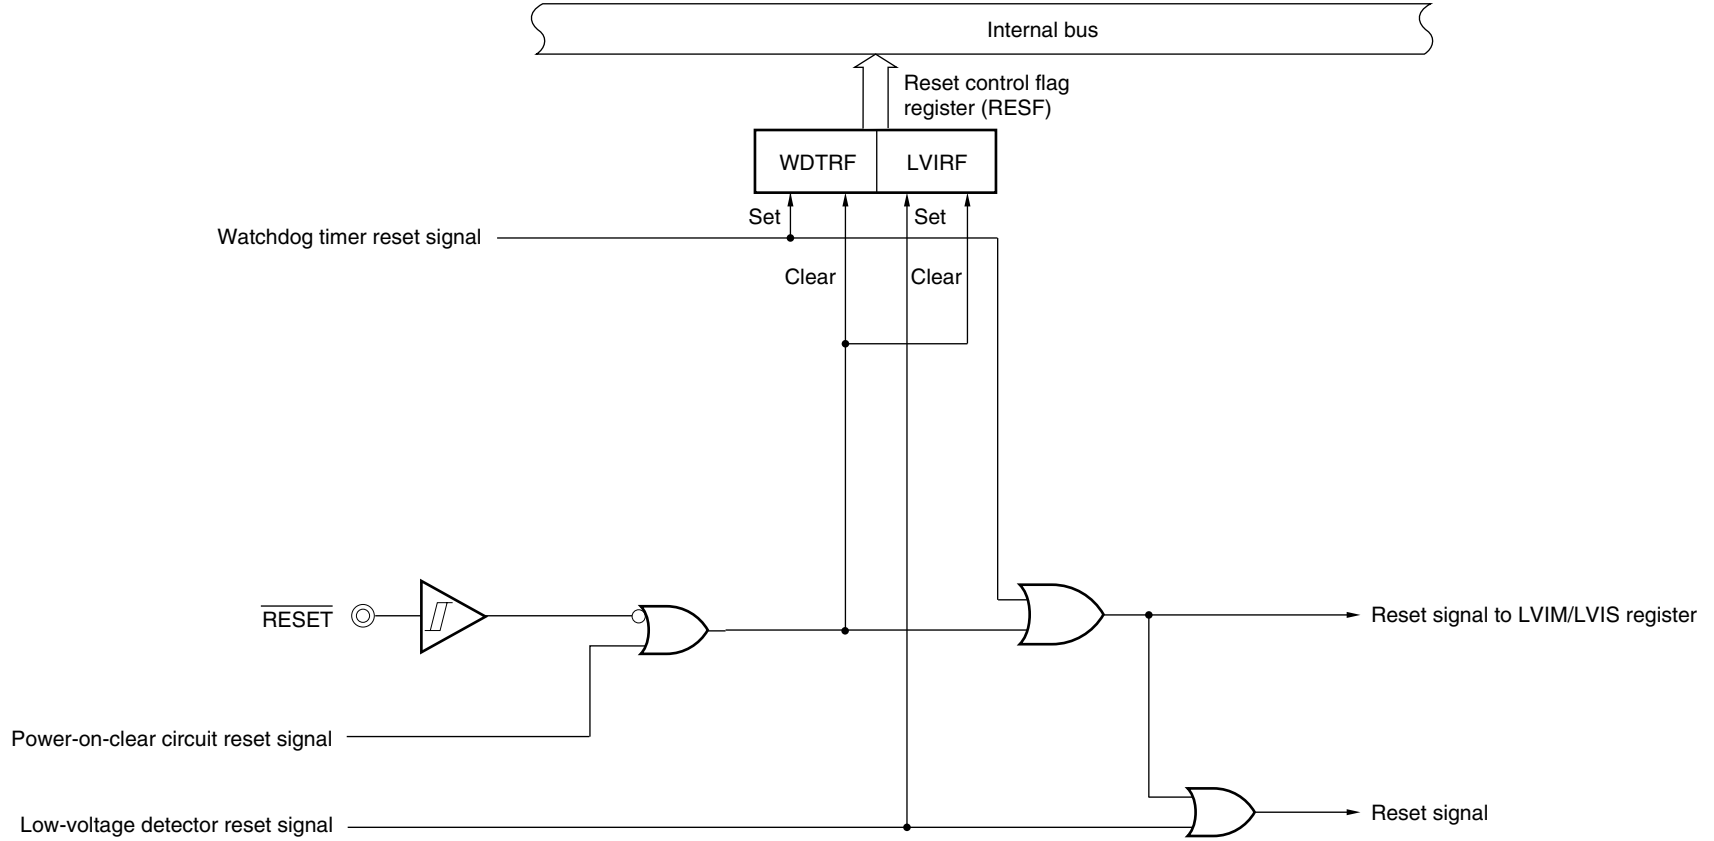 Internal bus
Reset control flag
register (RESF)
WDTRF
LVIRF
Set
Set
Watchdog timer reset signal
Clear
Clear
RESET
Reset signal to LVIM/LVIS register
Power-on-clear circuit reset signal
Low-voltage detector reset signal
Reset signal